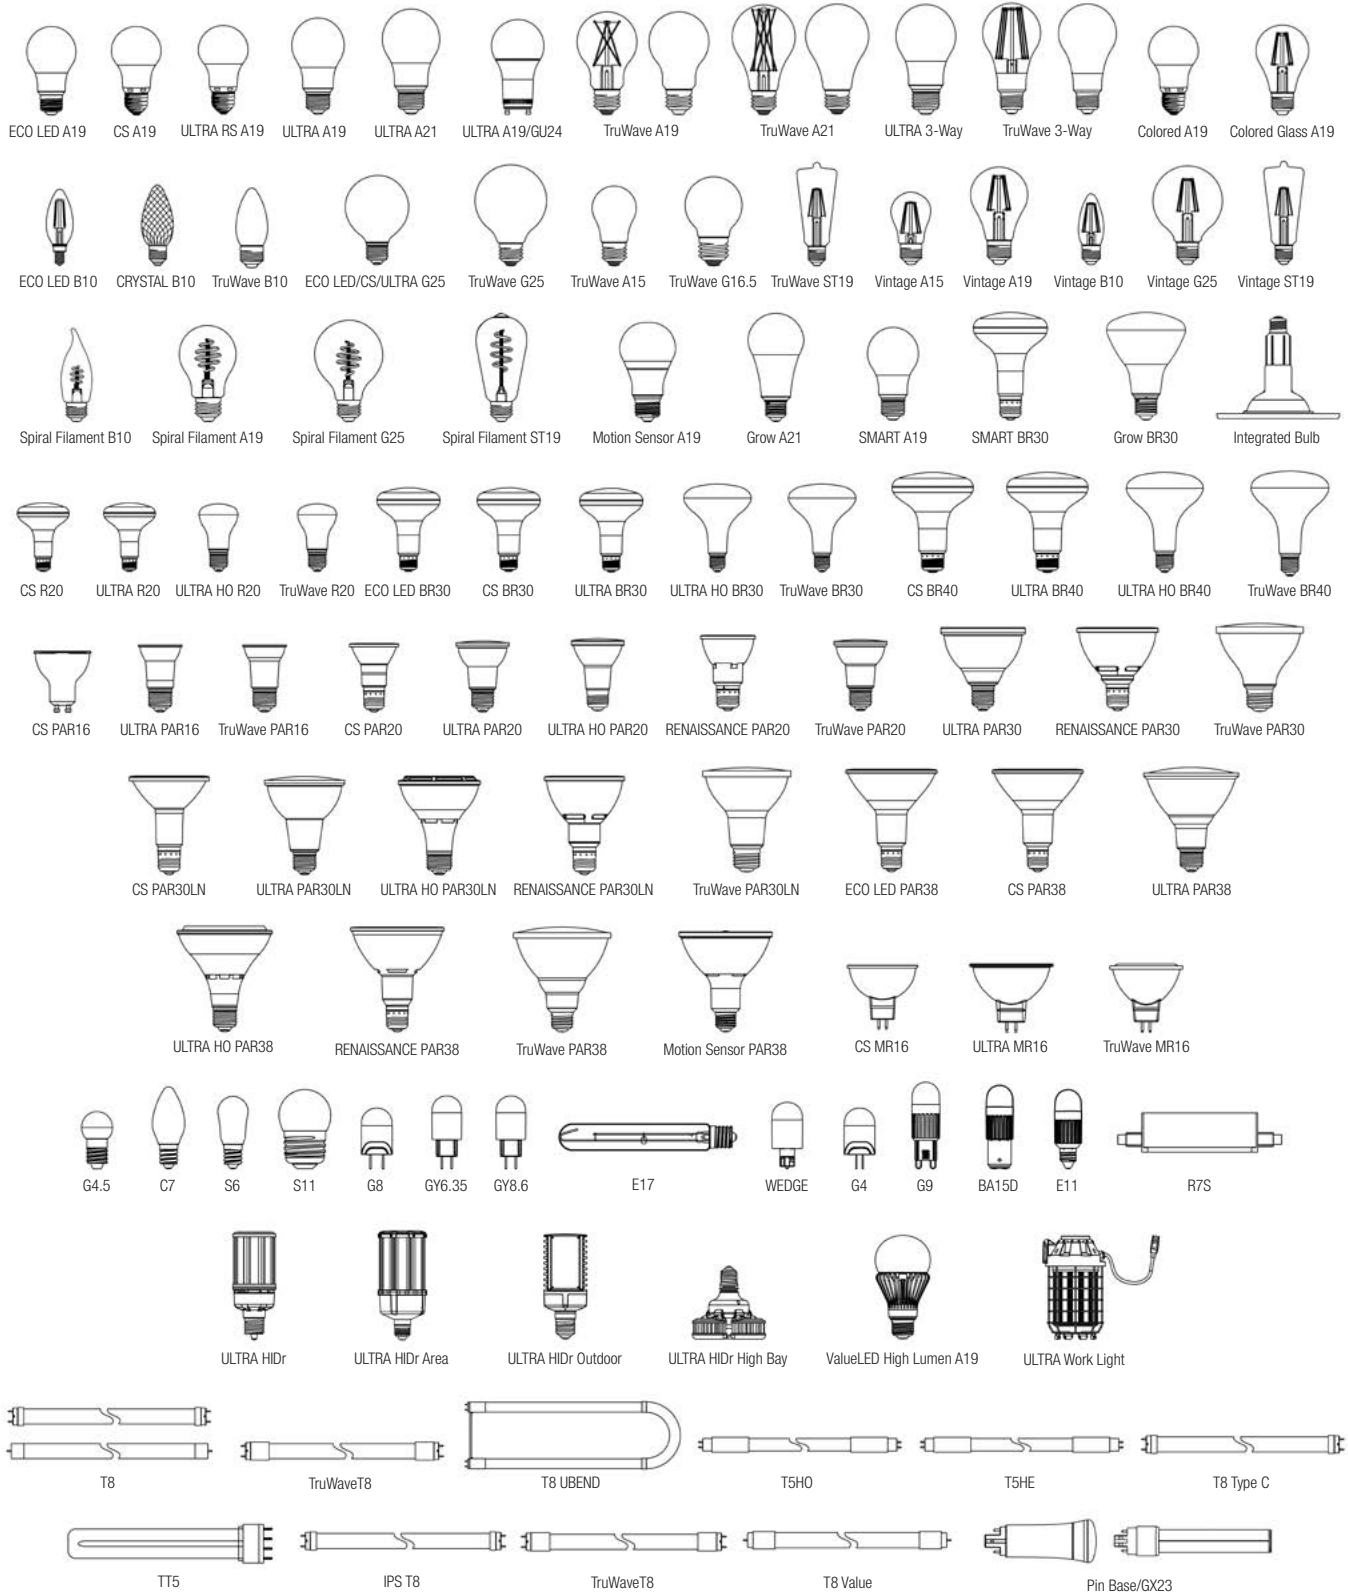 ECO LED A19 CS A19 ULTRA RS A19 ULTRA A19 ULTRA A21 ULTRA A19/GU24 TruWave A19 TruWave A21 ULTRA 3-Way TruWave 3-Way Colored A19 Colored Glass A19
ECO LED B10 CRYSTAL B10 TruWave B10 ECO LED/CS/ULTRA G25 TruWave G25 TruWave A15 TruWave G16.5 TruWave ST19 Vintage A15 Vintage A19 Vintage B10 Vintage G25 Vintage ST19
Spiral Filament B10 Spiral Filament A19 Spiral Filament G25 Spiral Filament ST19 Motion Sensor A19 Grow A21 SMART A19 SMART BR30 Grow BR30 Integrated Bulb
CS R20 ULTRA R20 ULTRA HO R20 TruWave R20 ECO LED BR30 CS BR30 ULTRA BR30 ULTRA HO BR30 TruWave BR30 CS BR40 ULTRA BR40 ULTRA HO BR40 TruWave BR40
CS PAR16 ULTRA PAR16 TruWave PAR16 CS PAR20 ULTRA PAR20 ULTRA HO PAR20 RENAISSANCE PAR20 TruWave PAR20 ULTRA PAR30 RENAISSANCE PAR30 TruWave PAR30
CS PAR30LN ULTRA PAR30LN ULTRA HO PAR30LN RENAISSANCE PAR30LN TruWave PAR30LN ECO LED PAR38 CS PAR38 ULTRA PAR38
ULTRA HO PAR38 RENAISSANCE PAR38 TruWave PAR38 Motion Sensor PAR38 CS MR16 ULTRA MR16 TruWave MR16
G4.5 C7 S6 S11 G8 GY6.35 GY8.6 E17 WEDGE G4 G9 BA15D E11 R7S
ULTRA HIDr ULTRA HIDr Area ULTRA HIDr Outdoor ULTRA HIDr High Bay ValueLED High Lumen A19 ULTRA Work Light
T8 TruWaveT8 T8 UBEND T5HO T5HE T8 Type C
TT5 IPS T8 TruWaveT8 T8 Value Pin Base/GX23